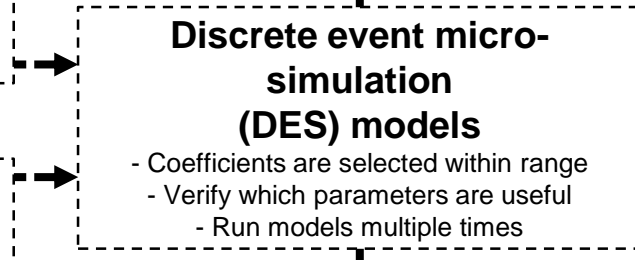 Discrete event micro-
simulation
(DES) models
- Coefficients are selected within range
- Verify which parameters are useful
- Run models multiple times